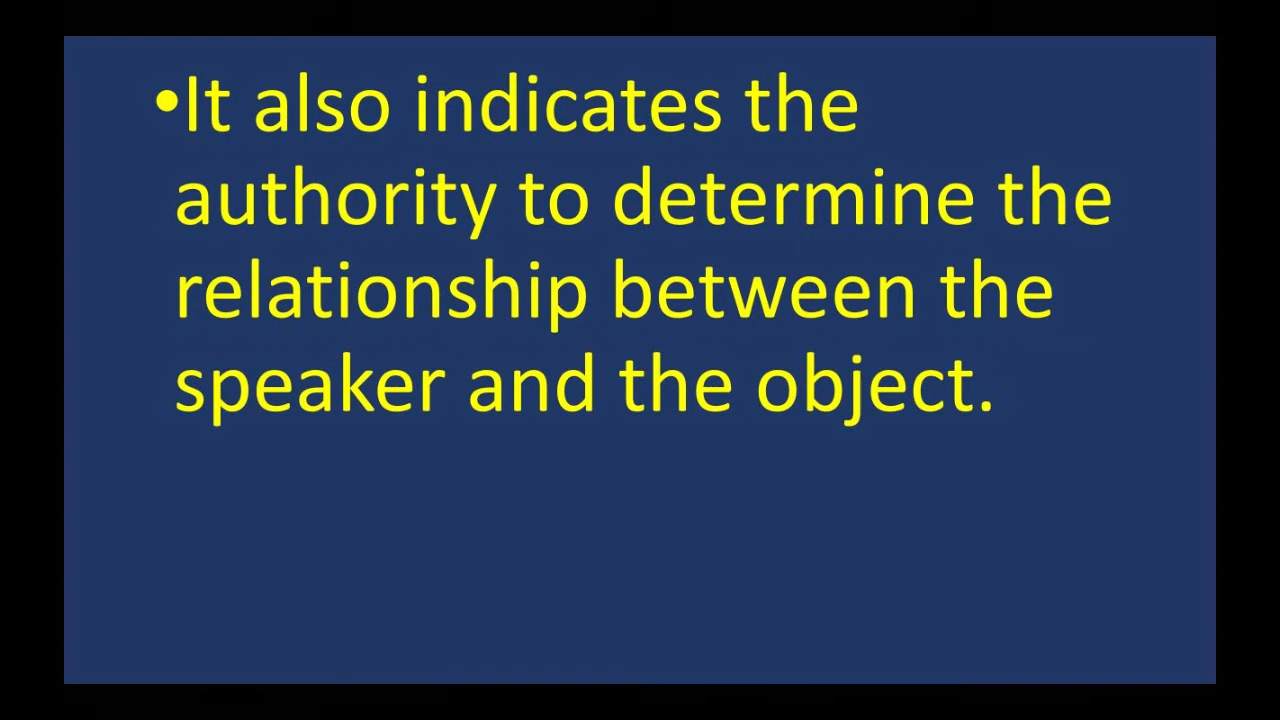 •It also indicates the
authority to determine the
relationship between the
speaker and the object.